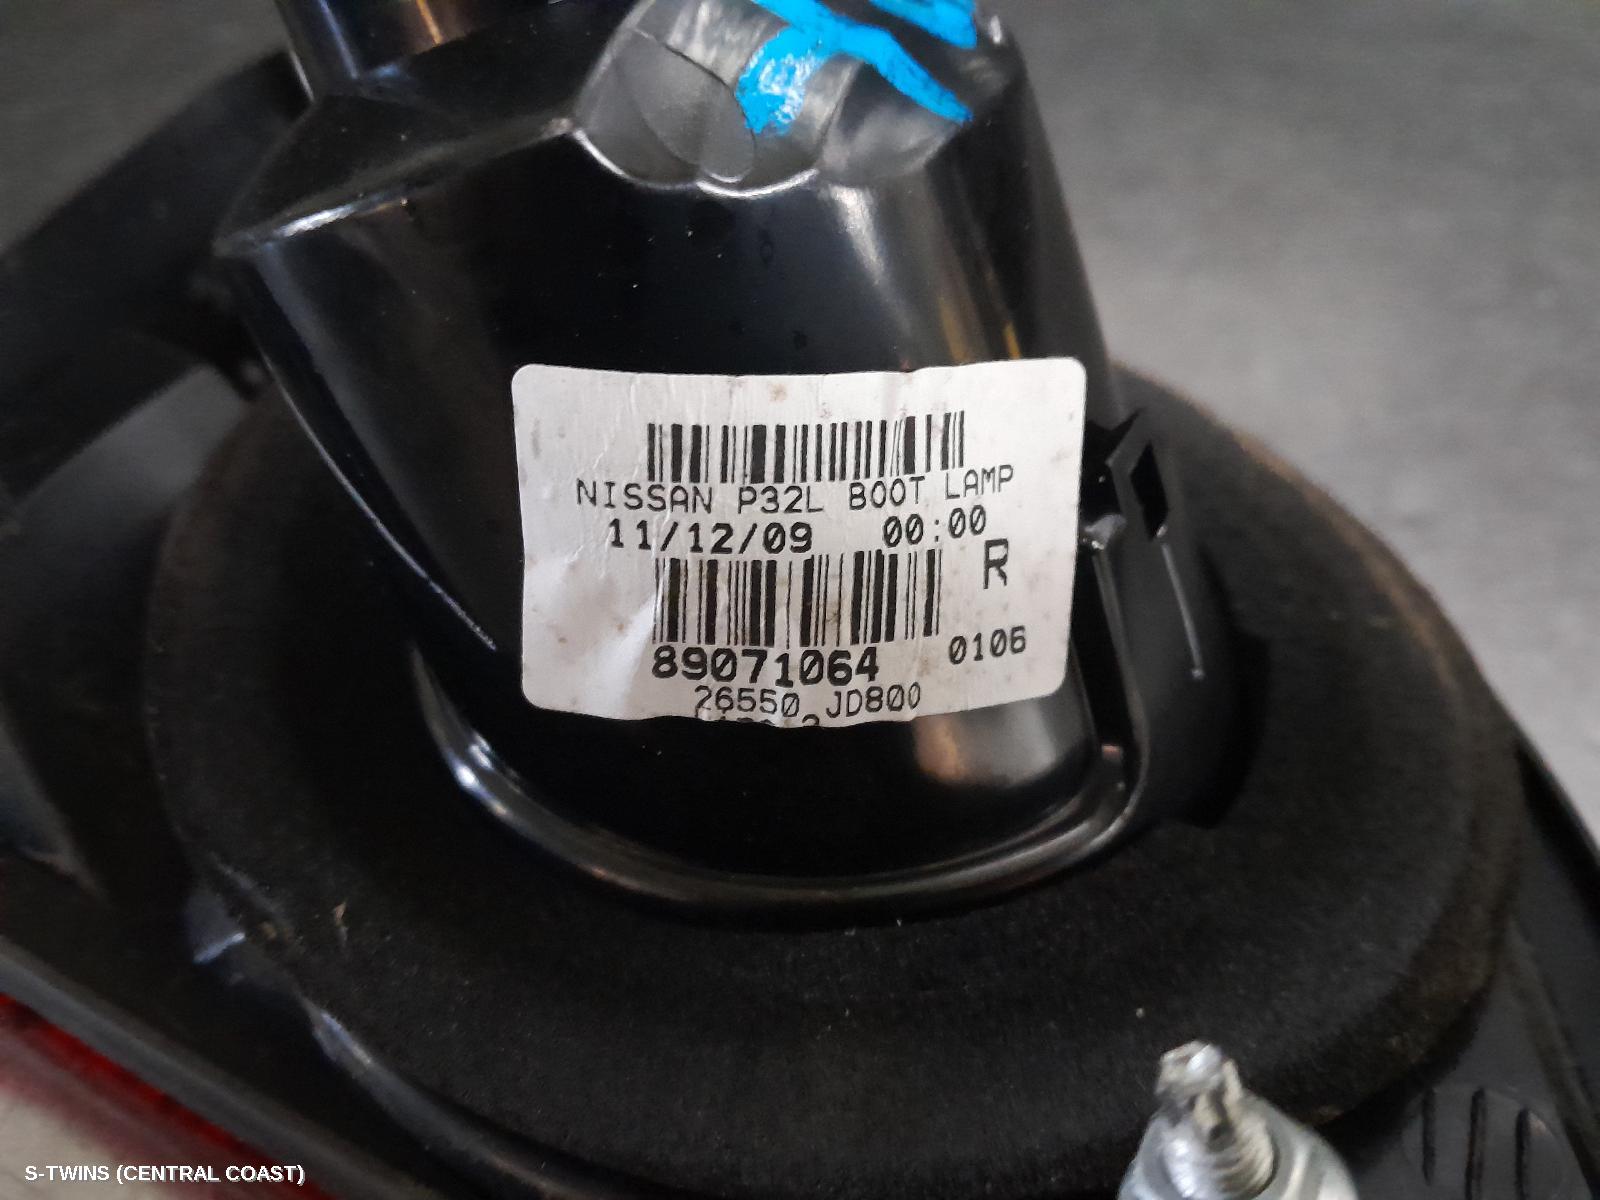 NISSAN P32L BOOT LAMP
11/12/09 00:00
R
89071064 0106
26550 JD800
S-TWINS (CENTRAL COAST)